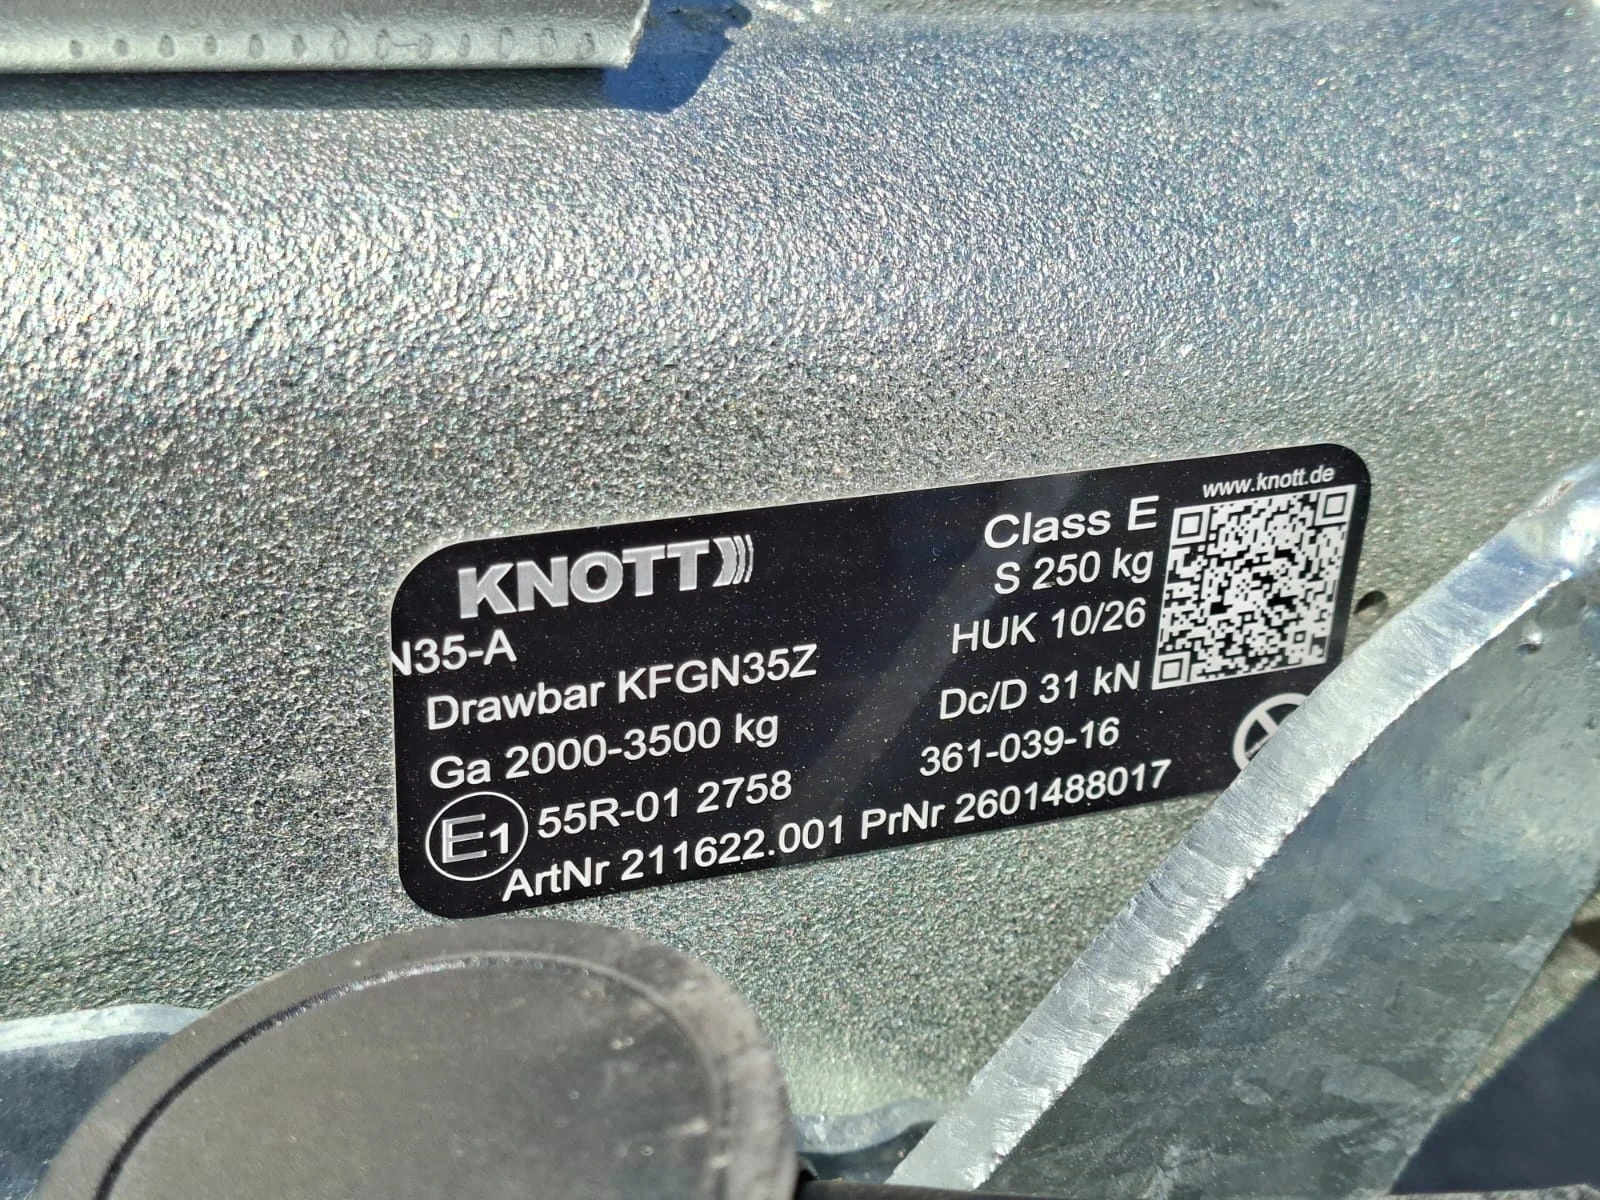 www.knott.de
KNOTT
Class E
S 250 kg
N35-A
HUK 10/26
Drawbar KFGN35Z
Dc/D 31 kN
Ga 2000-3500 kg
361-039-16
E1 55R-01 2758
ArtNr 211622.001 PrNr 2601488017